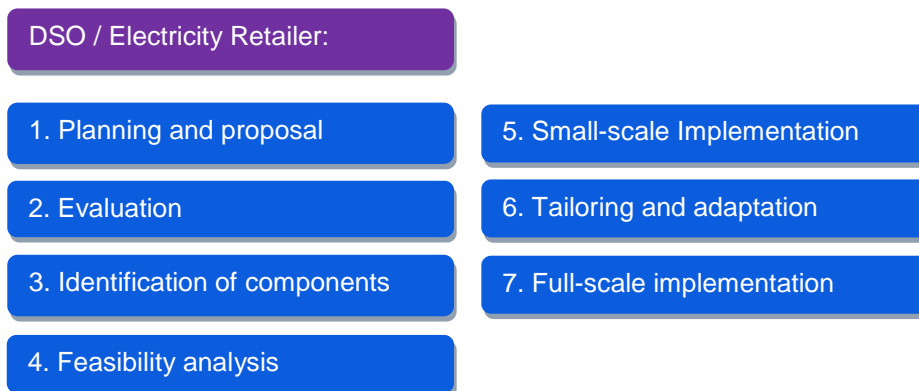 DSO / Electricity Retailer:
1. Planning and proposal
2. Evaluation
3. Identification of components
4. Feasibility analysis
5. Small-scale Implementation
6. Tailoring and adaptation
7. Full-scale implementation